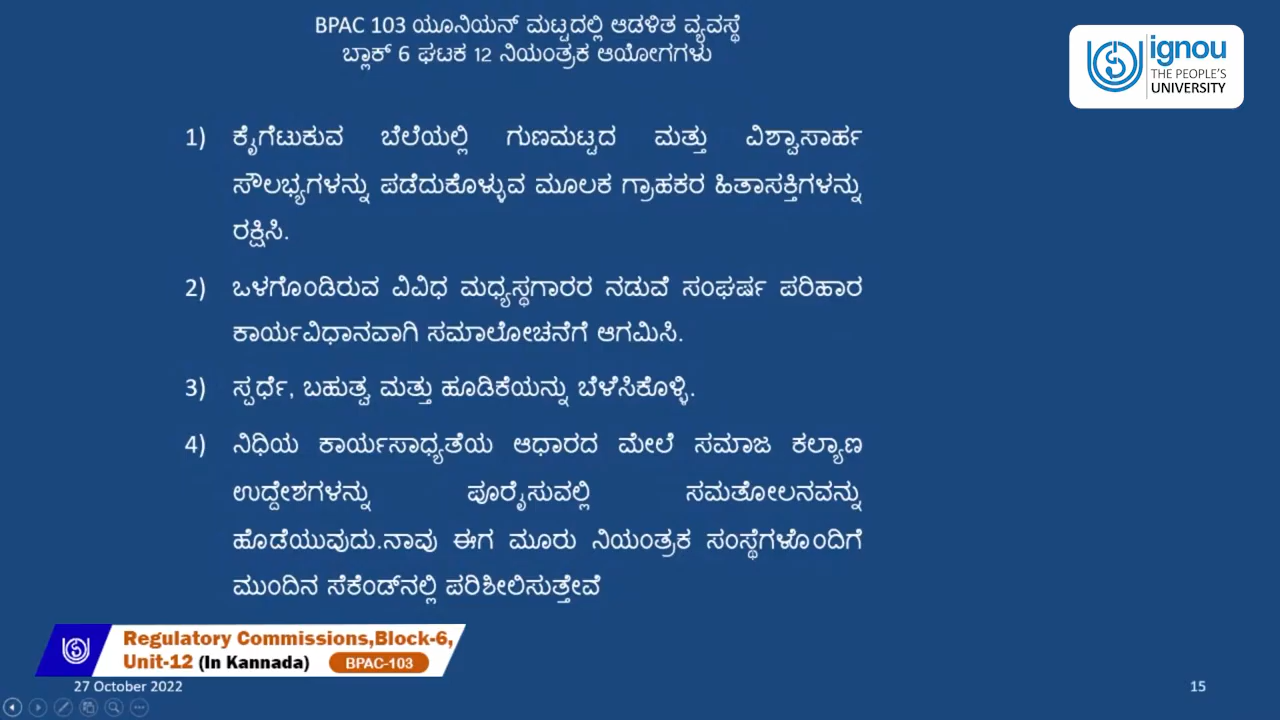 BPAC 103 ಯೂನಿಯನ್ ಮಟ್ಟದಲ್ಲಿ ಆಡಳಿತ ವ್ಯವಸ್ಥೆ
ಬ್ಲಾಕ್ 6 ಘಟಕ 12 ನಿಯಂತ್ರಕ ಆಯೋಗಗಳು
ignou
THE PEOPLE'S
UNIVERSITY
1) ಕೈಗೆಟುಕುವ ಬೆಲೆಯಲ್ಲಿ ಗುಣಮಟ್ಟದ ಮತ್ತು ವಿಶ್ವಾಸಾರ್ಹ
ಸೌಲಭ್ಯಗಳನ್ನು ಪಡೆದುಕೊಳ್ಳುವ ಮೂಲಕ ಗ್ರಾಹಕರ ಹಿತಾಸಕ್ತಿಗಳನ್ನು
ರಕ್ಷಿಸಿ.
2) ಒಳಗೊಂಡಿರುವ ವಿವಿಧ ಮಧ್ಯಸ್ಥಗಾರರ ನಡುವೆ ಸಂಘರ್ಷ ಪರಿಹಾರ
ಕಾರ್ಯವಿಧಾನವಾಗಿ ಸಮಾಲೋಚನೆಗೆ ಆಗಮಿಸಿ.
3) ಸ್ಪರ್ಧೆ, ಬಹುತ್ವ ಮತ್ತು ಹೂಡಿಕೆಯನ್ನು ಬೆಳೆಸಿಕೊಳ್ಳಿ.
4) ನಿಧಿಯ ಕಾರ್ಯಸಾಧ್ಯತೆಯ ಆಧಾರದ ಮೇಲೆ ಸಮಾಜ ಕಲ್ಯಾಣ
ಉದ್ದೇಶಗಳನ್ನು ಪೂರೈಸುವಲ್ಲಿ ಸಮತೋಲನವನ್ನು
ಹೊಡೆಯುವುದು.ನಾವು ಈಗ ಮೂರು ನಿಯಂತ್ರಕ ಸಂಸ್ಥೆಗಳೊಂದಿಗೆ
ಮುಂದಿನ ಸೆಕೆಂಡ್‌ನಲ್ಲಿ ಪರಿಶೀಲಿಸುತ್ತೇವೆ
Regulatory Commissions,Block-6,
Unit-12 (In Kannada) BPAC-103
27 October 2022
15